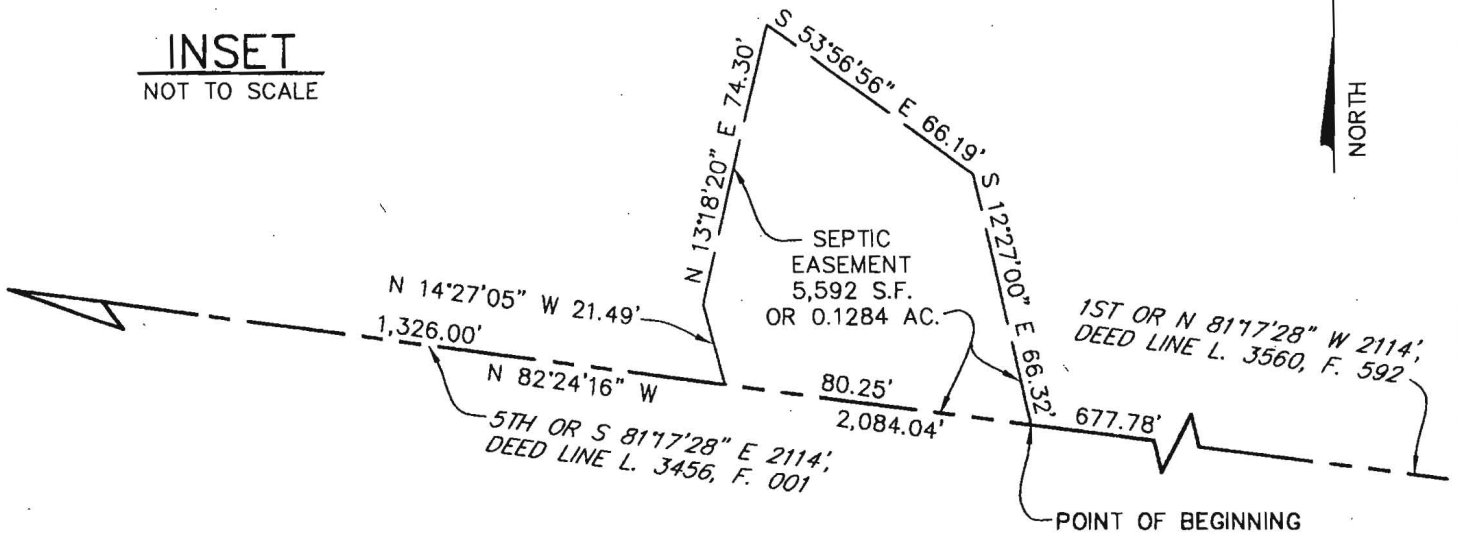 INSET
NOT TO SCALE
S 53°56'56" E 66.19'
N 13°18'20" E 74.30'
NORTH
SEPTIC
EASEMENT
5,592 S.F.
OR 0.1284 AC.
S 12°27'00" E 66.32'
N 14°27'05" W 21.49'
1,326.00'
N 82°24'16" W
80.25'
2,084.04'
677.78'
1ST OR N 81°17'28" W 2114',
DEED LINE L. 3560, F. 592
5TH OR S 81°17'28" E 2114',
DEED LINE L. 3456, F. 001
POINT OF BEGINNING